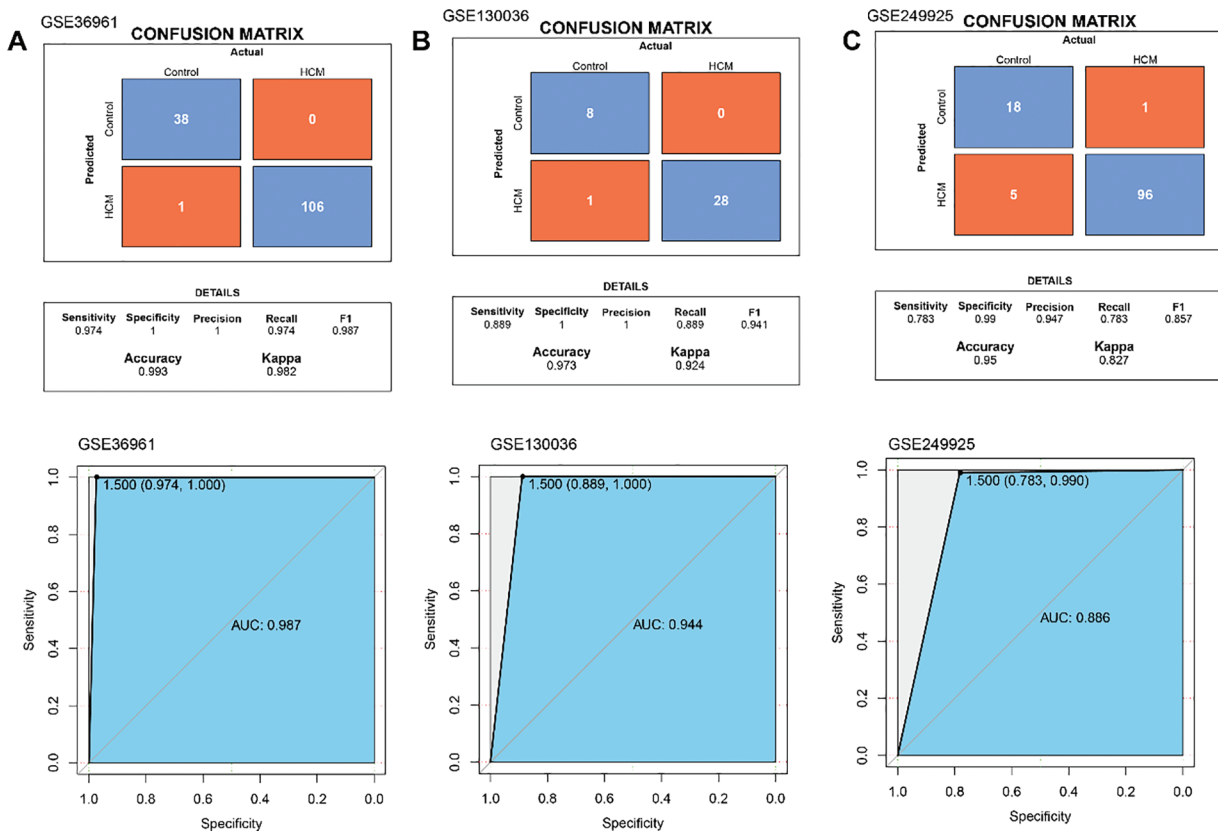 A
GSE36961
CONFUSION MATRIX
Actual
Control HCM
Predicted
Control
38 0
HCM
1 106
DETAILS
Sensitivity Specificity Precision Recall F1
0.974 1 1 0.974 0.987
Accuracy Kappa
0.993 0.982
B
GSE130036
CONFUSION MATRIX
Actual
Control HCM
Predicted
Control
8 0
HCM
1 28
DETAILS
Sensitivity Specificity Precision Recall F1
0.889 1 1 0.889 0.941
Accuracy Kappa
0.973 0.924
C
GSE249925
CONFUSION MATRIX
Actual
Control HCM
Predicted
Control
18 1
HCM
5 96
DETAILS
Sensitivity Specificity Precision Recall F1
0.783 0.99 0.947 0.783 0.857
Accuracy Kappa
0.95 0.827
GSE36961
Sensitivity
1.0
0.8
0.6
0.4
0.2
0.0
1.500 (0.974, 1.000)
AUC: 0.987
1.0 0.8 0.6 0.4 0.2 0.0
Specificity
GSE130036
Sensitivity
1.0
0.8
0.6
0.4
0.2
0.0
1.500 (0.889, 1.000)
AUC: 0.944
1.0 0.8 0.6 0.4 0.2 0.0
Specificity
GSE249925
Sensitivity
1.0
0.8
0.6
0.4
0.2
0.0
1.500 (0.783, 0.990)
AUC: 0.886
1.0 0.8 0.6 0.4 0.2 0.0
Specificity